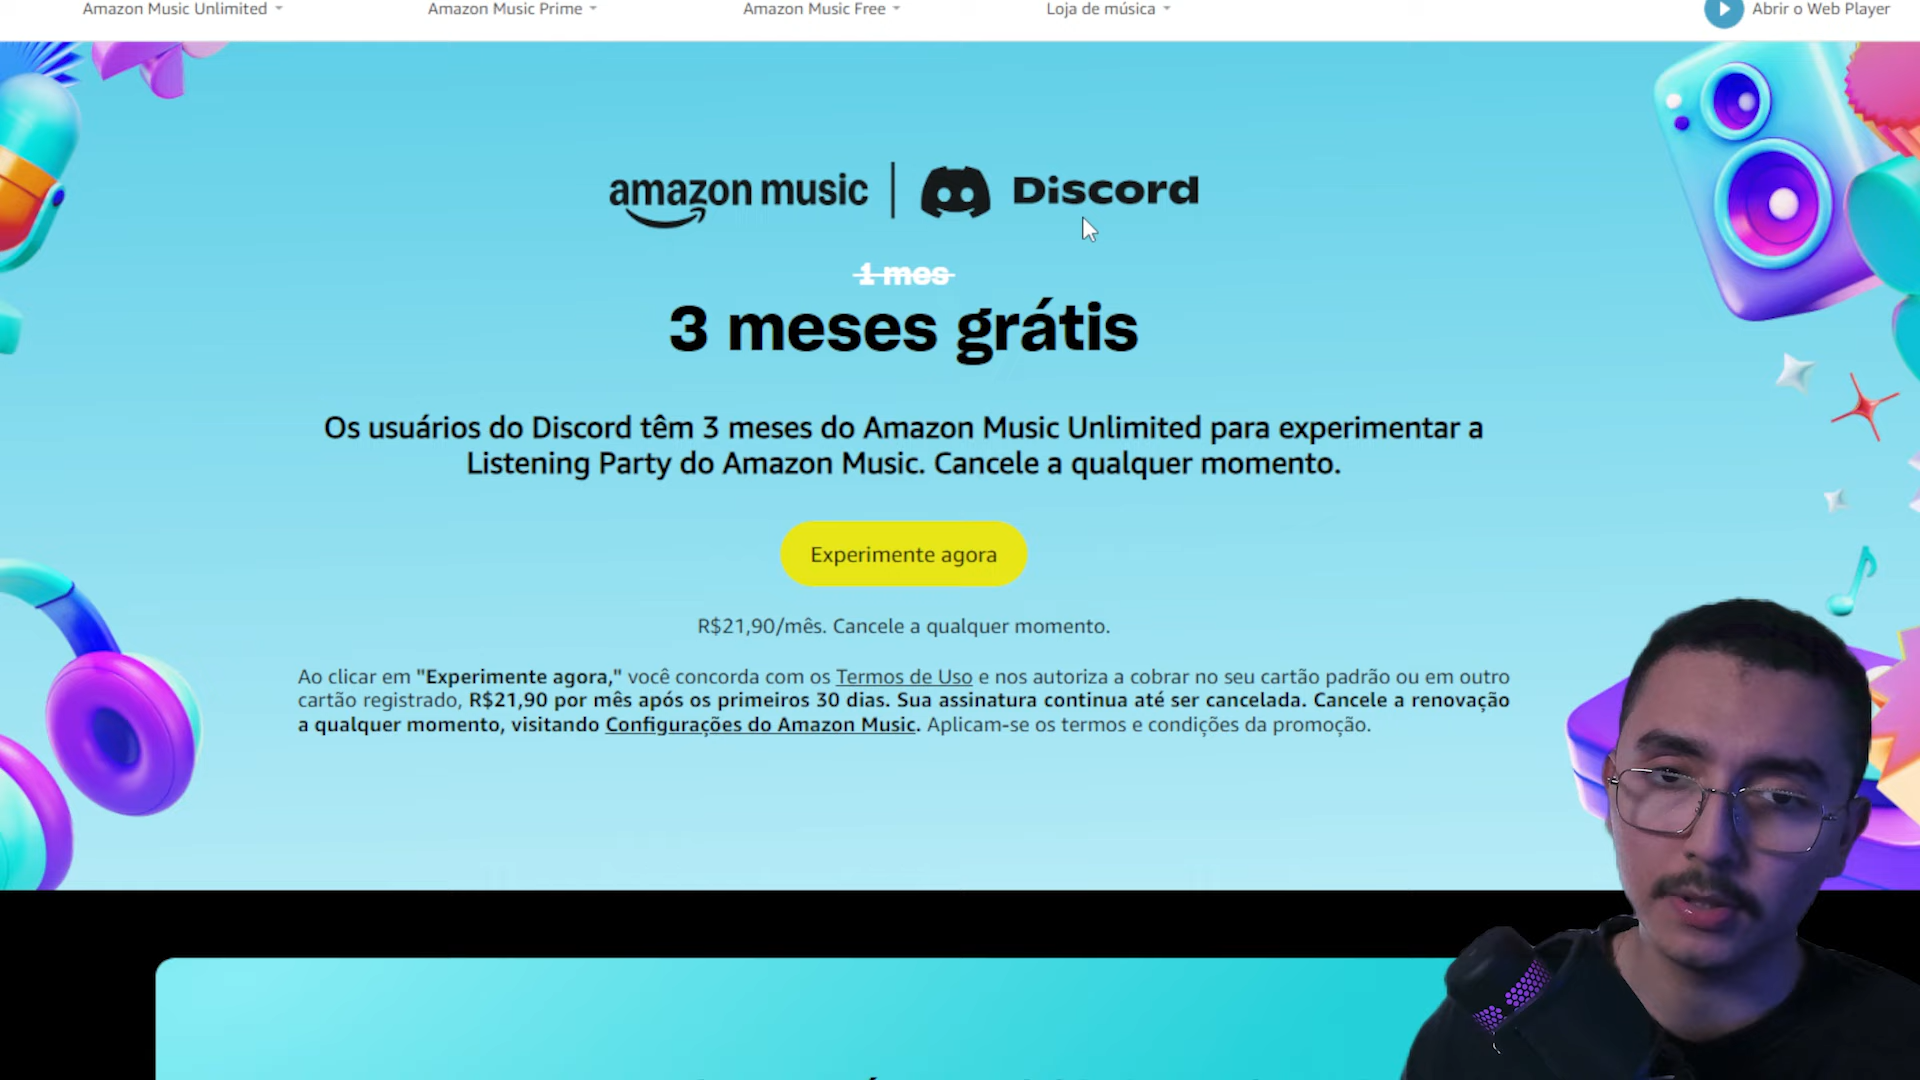 Amazon Music Unlimited
Amazon Music Prime
Amazon Music Free
Loja de música
Abrir o Web Player
amazon music | Discord
1 mes
3 meses grátis
Os usuários do Discord têm 3 meses do Amazon Music Unlimited para experimentar a
Listening Party do Amazon Music. Cancele a qualquer momento.
Experimente agora
R$21,90/mês. Cancele a qualquer momento.
Ao clicar em "Experimente agora," você concorda com os Termos de Uso e nos autoriza a cobrar no seu cartão padrão ou em outro
cartão registrado, R$21,90 por mês após os primeiros 30 dias. Sua assinatura continua até ser cancelada. Cancele a renovação
a qualquer momento, visitando Configurações do Amazon Music. Aplicam-se os termos e condições da promoção.